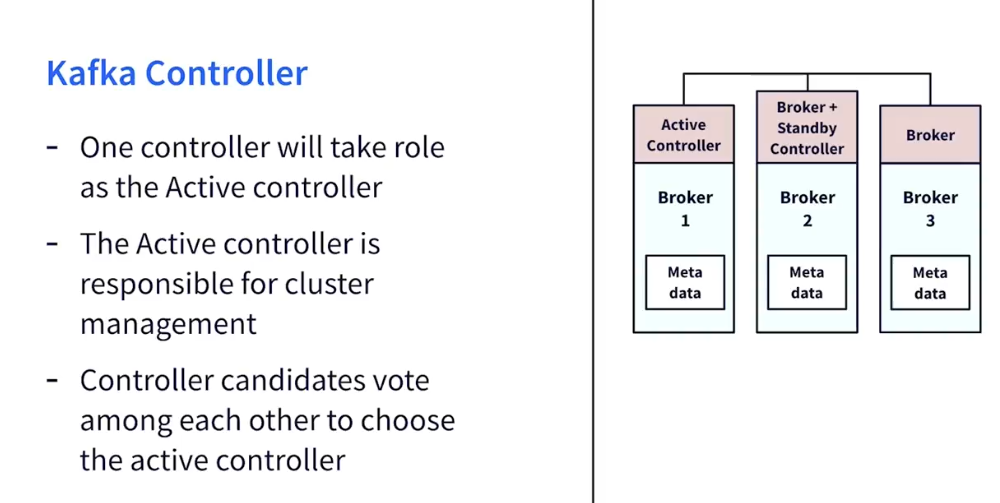 Kafka Controller
- One controller will take role
as the Active controller
- The Active controller is
responsible for cluster
management
- Controller candidates vote
among each other to choose
the active controller
Active
Controller
Broker
1
Meta
data
Broker +
Standby
Controller
Broker
2
Meta
data
Broker
Broker
3
Meta
data